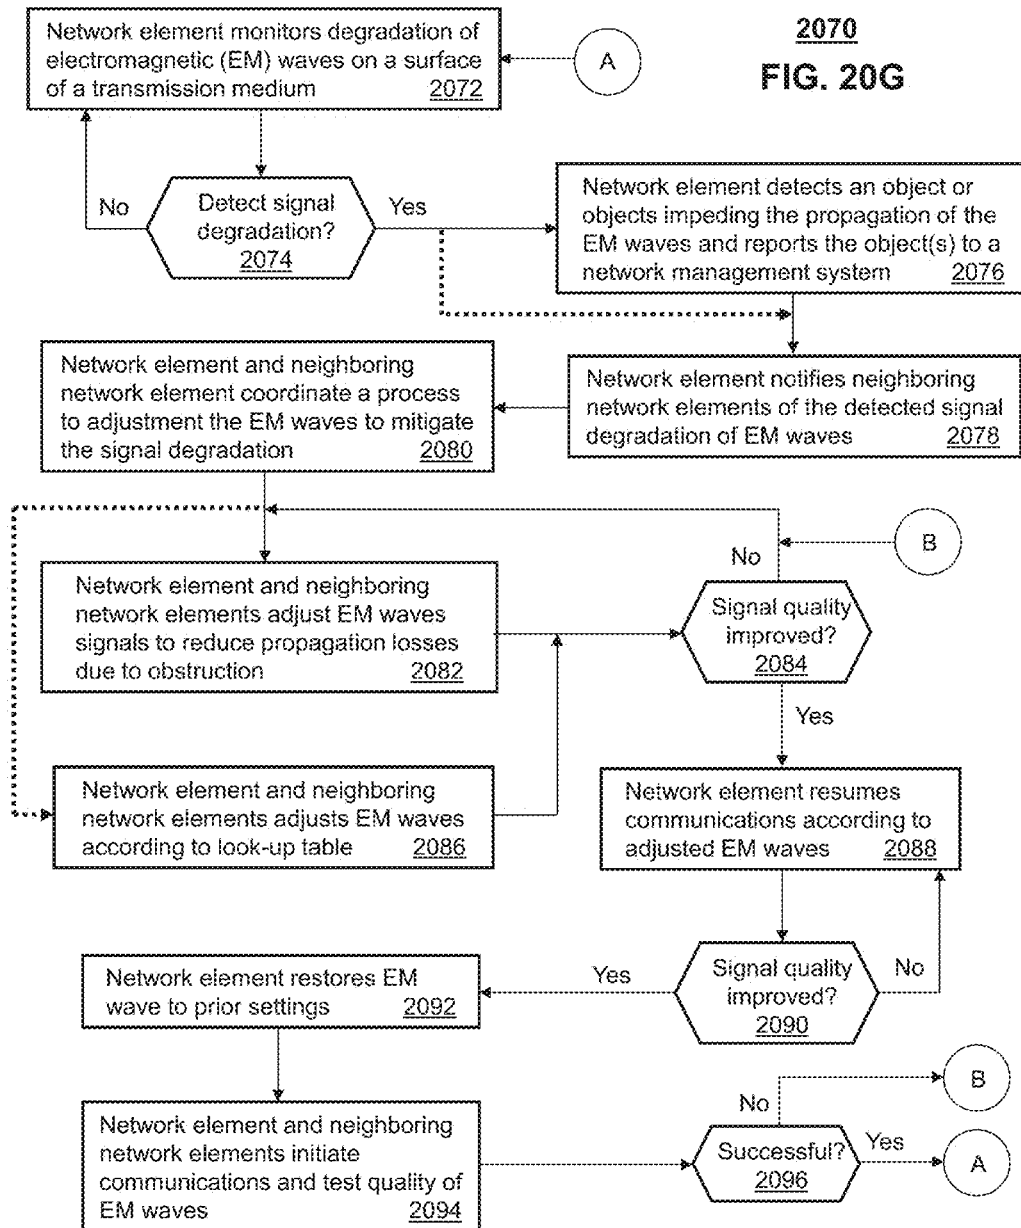 2070
FIG. 20G
Network element monitors degradation of
electromagnetic (EM) waves on a surface
of a transmission medium 2072
A
No
Detect signal
degradation?
2074
Yes
Network element detects an object or
objects impeding the propagation of the
EM waves and reports the object(s) to a
network management system 2076
Network element and neighboring
network element coordinate a process
to adjustment the EM waves to mitigate
the signal degradation 2080
Network element notifies neighboring
network elements of the detected signal
degradation of EM waves 2078
B
No
Network element and neighboring
network elements adjust EM waves
signals to reduce propagation losses
due to obstruction 2082
Signal quality
improved?
2084
Yes
Network element and neighboring
network elements adjusts EM waves
according to look-up table 2086
Network element resumes
communications according to
adjusted EM waves 2088
Network element restores EM
wave to prior settings 2092
Yes
Signal quality
improved?
2090
No
Network element and neighboring
network elements initiate
communications and test quality of
EM waves 2094
No
B
Successful?
2096
Yes
A